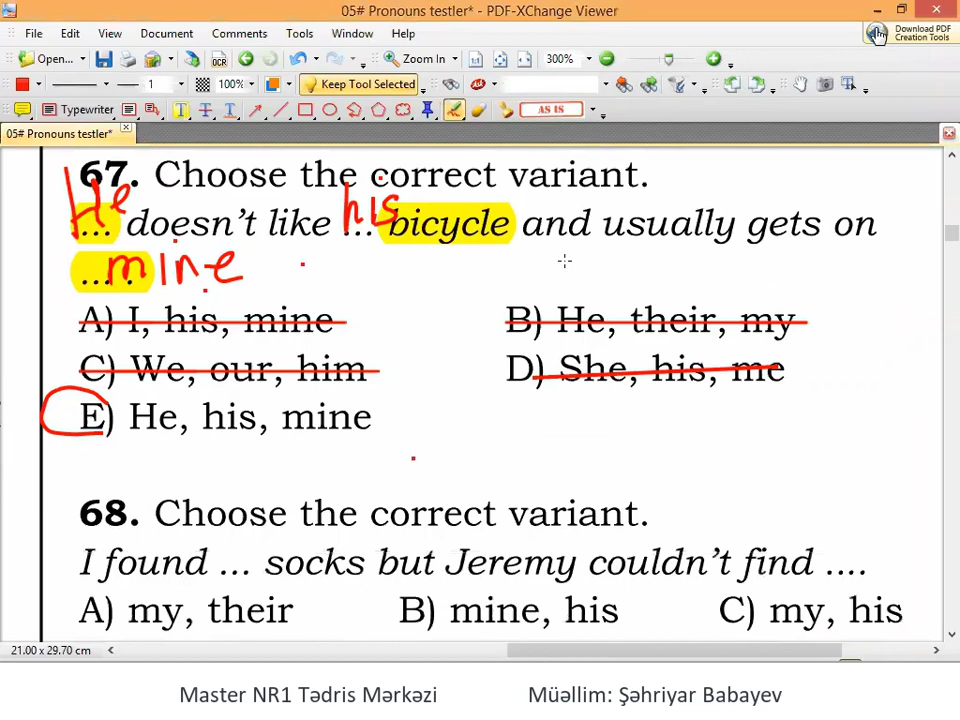 05# Pronouns testler* - PDF-XChange Viewer
File Edit View Document Comments Tools Window Help
Download PDF
Creation Tools
Open... OCR Zoom In 300%
1 100% Keep Tool Selected
Typewriter T T T AS IS
05# Pronouns testler* x
67. Choose the correct variant.
He his
... doesn't like ... bicycle and usually gets on
..... mine
A) I, his, mine B) He, their, my
C) We, our, him D) She, his, me
E) He, his, mine
68. Choose the correct variant.
I found ... socks but Jeremy couldn't find ....
A) my, their B) mine, his C) my, his
21.00 x 29.70 cm
Master NR1 Tədris Mərkəzi Müəllim: Şəhriyar Babayev